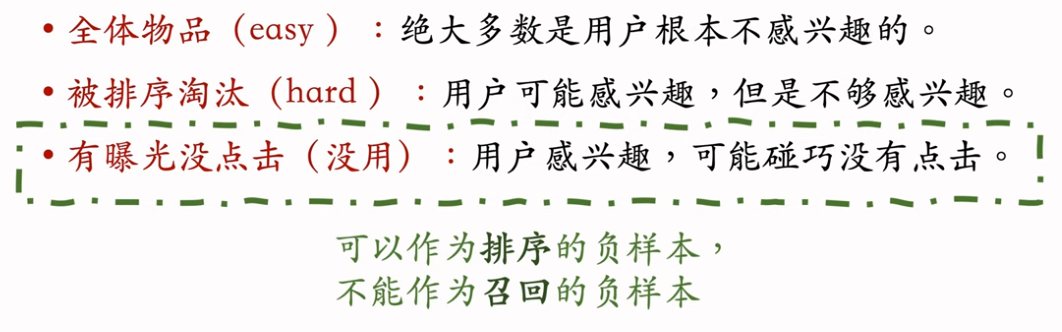 • 全体物品（easy）：绝大多数是用户根本不感兴趣的。
• 被排序淘汰（hard）：用户可能感兴趣，但是不够感兴趣。
• 有曝光没点击（没用）：用户感兴趣，可能碰巧没有点击。
可以作为排序的负样本，
不能作为召回的负样本